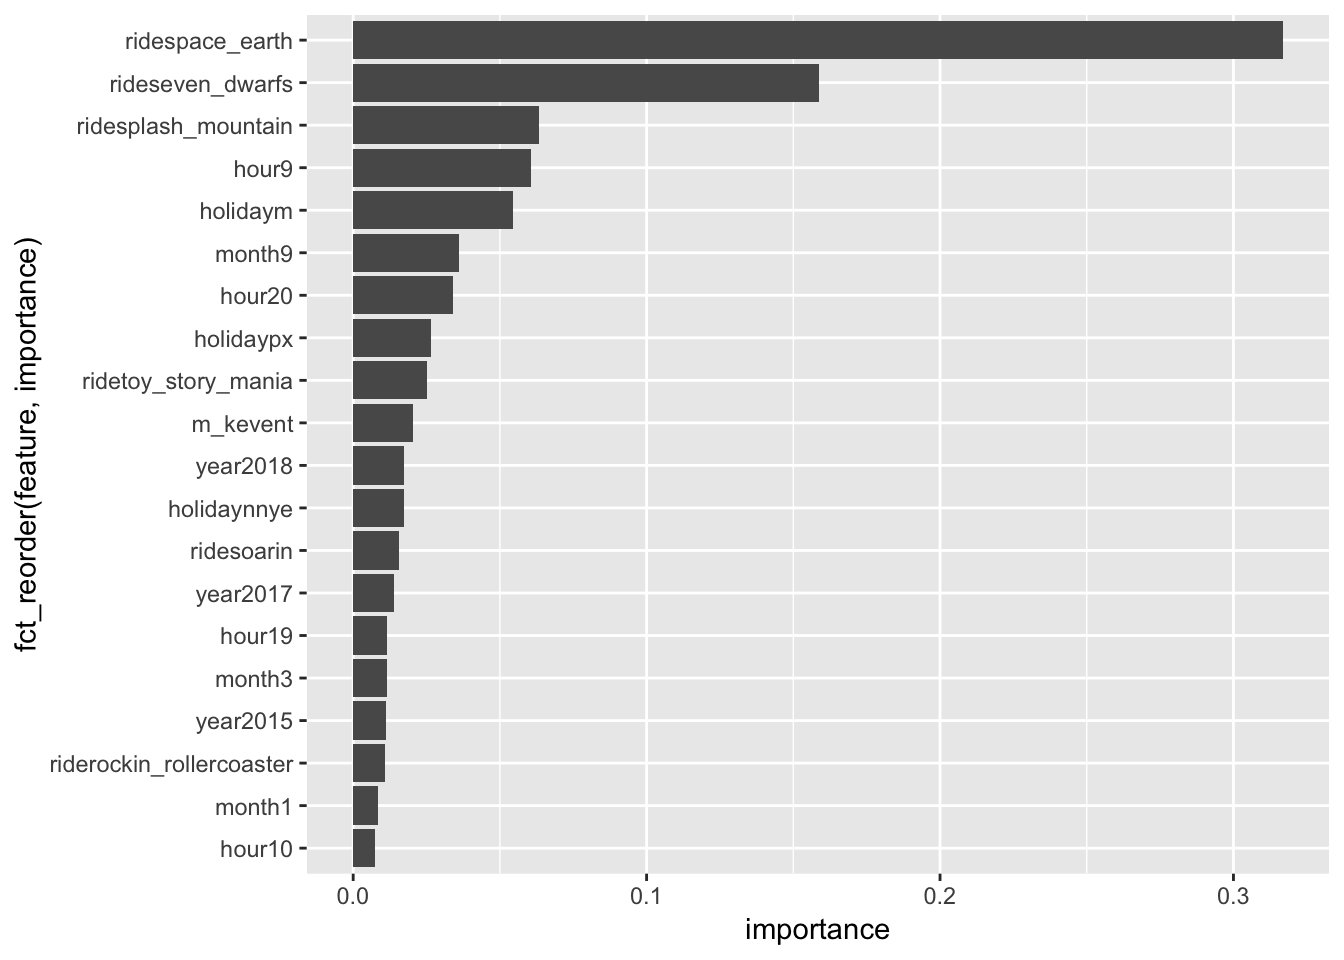 ridespace_earth
rideseven_dwarfs
ridesplash_mountain
hour9
holidaym
month9
hour20
holidaypx
ridetoy_story_mania
m_kevent
year2018
holidaynnye
ridesoarin
year2017
hour19
month3
year2015
riderockin_rollercoaster
month1
hour10
fct_reorder(feature, importance)
0.0 0.1 0.2 0.3
importance